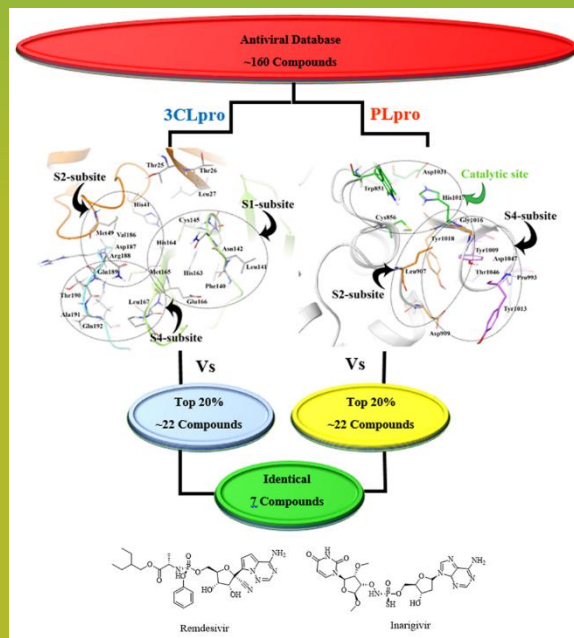 Antiviral Database
~160 Compounds
3CLpro
PLpro
Thr25
Thr26
Leu27
S2-subsite
His41
S1-subsite
Cys145
Met49
Val186
His164
Asn142
Asp187
Arg188
Gln189
Met165
His163
Leu141
Phe140
Thr190
Leu167
Glu166
Ala191
Gln192
S4-subsite
Asp1031
Catalytic site
Trp851
His1017
Cys856
Gly1016
S4-subsite
Tyr1018
Tyr1009
Asp1047
Leu907
Thr1046
Pro993
S2-subsite
Tyr1013
Asp909
Vs
Vs
Top 20%
~22 Compounds
Top 20%
~22 Compounds
Identical
7 Compounds
Remdesivir
Inarigivir